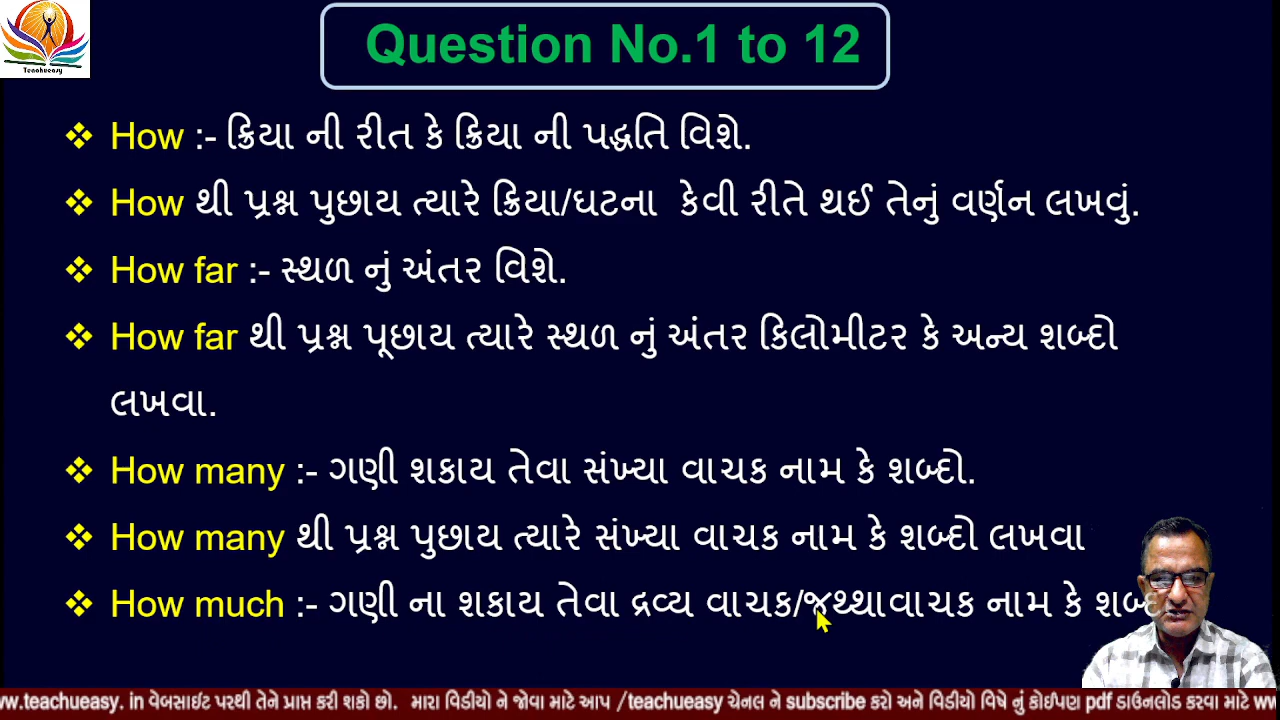 Teachueasy
Question No.1 to 12
❖ How :- ક્રિયા ની રીત કે ક્રિયા ની પદ્ધતિ વિશે.
❖ How થી પ્રશ્ન પુછાય ત્યારે ક્રિયા/ઘટના કેવી રીતે થઈ તેનું વર્ણન લખવું.
❖ How far :- સ્થળ નું અંતર વિશે.
❖ How far થી પ્રશ્ન પૂછાય ત્યારે સ્થળ નું અંતર કિલોમીટર કે અન્ય શબ્દો
લખવા.
❖ How many :- ગણી શકાય તેવા સંખ્યા વાચક નામ કે શબ્દો.
❖ How many થી પ્રશ્ન પુછાય ત્યારે સંખ્યા વાચક નામ કે શબ્દો લખવા
❖ How much :- ગણી ના શકાય તેવા દ્રવ્ય વાચક/જથ્થાવાચક નામ કે
ww.teachueasy. in વેબસાઈટ પરથી તેને પ્રાપ્ત કરી શકો છો. મારા વિડીયો ને જોવા માટે આપ /teachueasy ચેનલ ને subscribe કરો અને વિડીયો વિષે નું કોઈપણ pdf ડાઉનલોડ કરવા માટે ww